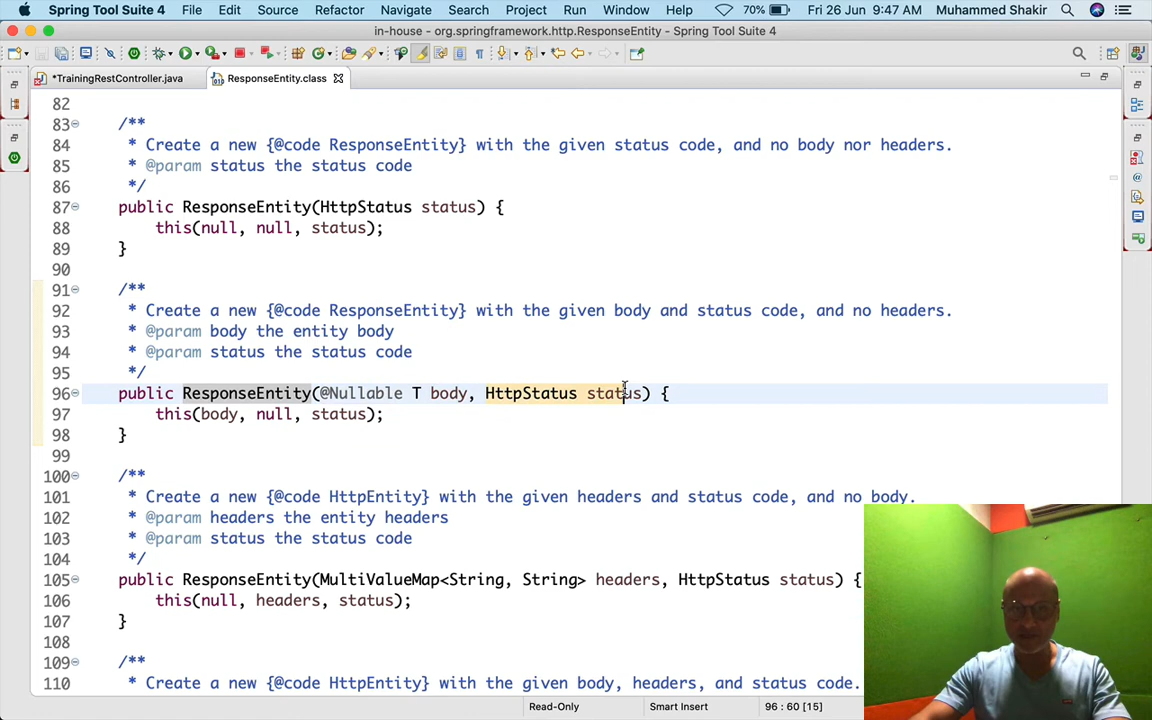 Spring Tool Suite 4 File Edit Source Refactor Navigate Search Project Run Window Help 70% Fri 26 Jun 9:47 AM Muhammed Shakir
in-house - org.springframework.http.ResponseEntity - Spring Tool Suite 4
*TrainingRestController.java ResponseEntity.class
82
83 /**
84 * Create a new {@code ResponseEntity} with the given status code, and no body nor headers.
85 * @param status the status code
86 */
87 public ResponseEntity(HttpStatus status) {
88 this(null, null, status);
89 }
90
91 /**
92 * Create a new {@code ResponseEntity} with the given body and status code, and no headers.
93 * @param body the entity body
94 * @param status the status code
95 */
96 public ResponseEntity(@Nullable T body, HttpStatus status) {
97 this(body, null, status);
98 }
99
100 /**
101 * Create a new {@code HttpEntity} with the given headers and status code, and no body.
102 * @param headers the entity headers
103 * @param status the status code
104 */
105 public ResponseEntity(MultiValueMap<String, String> headers, HttpStatus status) {
106 this(null, headers, status);
107 }
108
109 /**
110 * Create a new {@code HttpEntity} with the given body, headers, and status code.
Read-Only Smart Insert 96 : 60 [15]